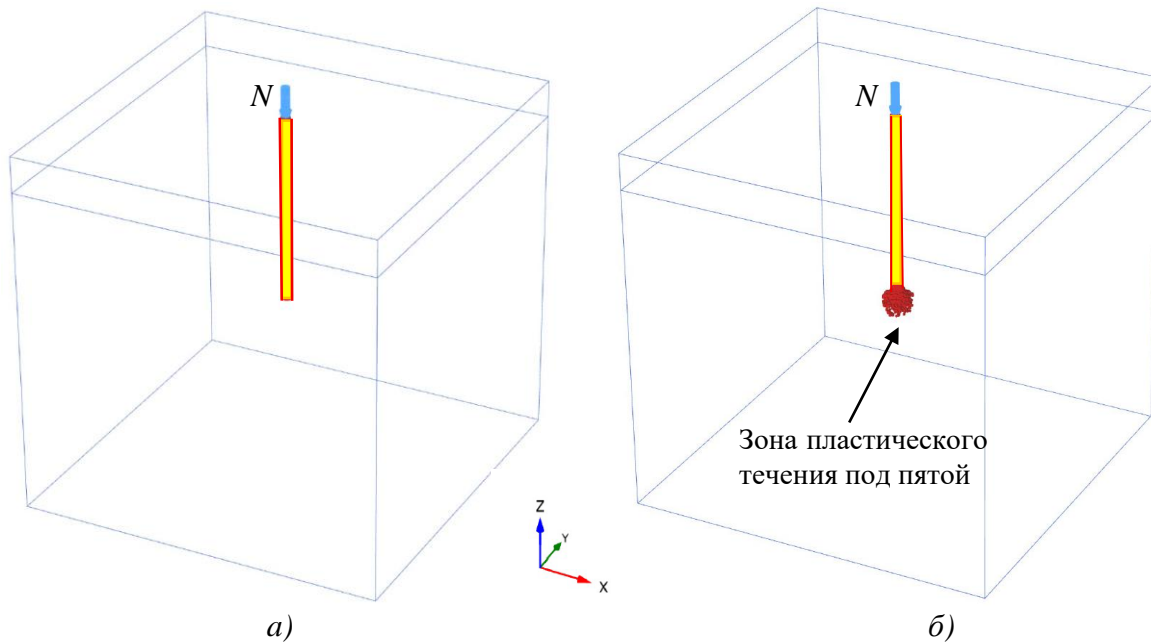 N
N
Зона пластического
течения под пятой
Z
Y
X
а)
б)